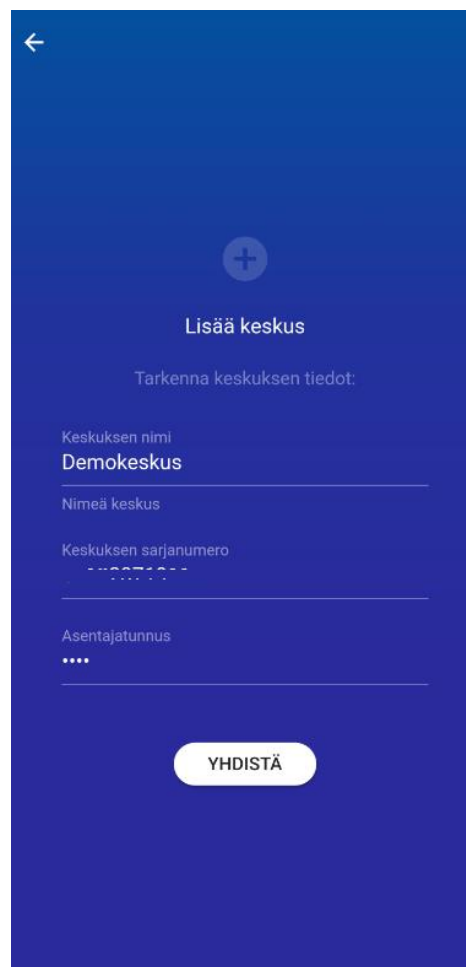 Lisää keskus
Tarkenna keskuksen tiedot:
Keskuksen nimi
Demokeskus
Nimeä keskus
Keskuksen sarjanumero
Asentajatunnus
••••
YHDISTÄ